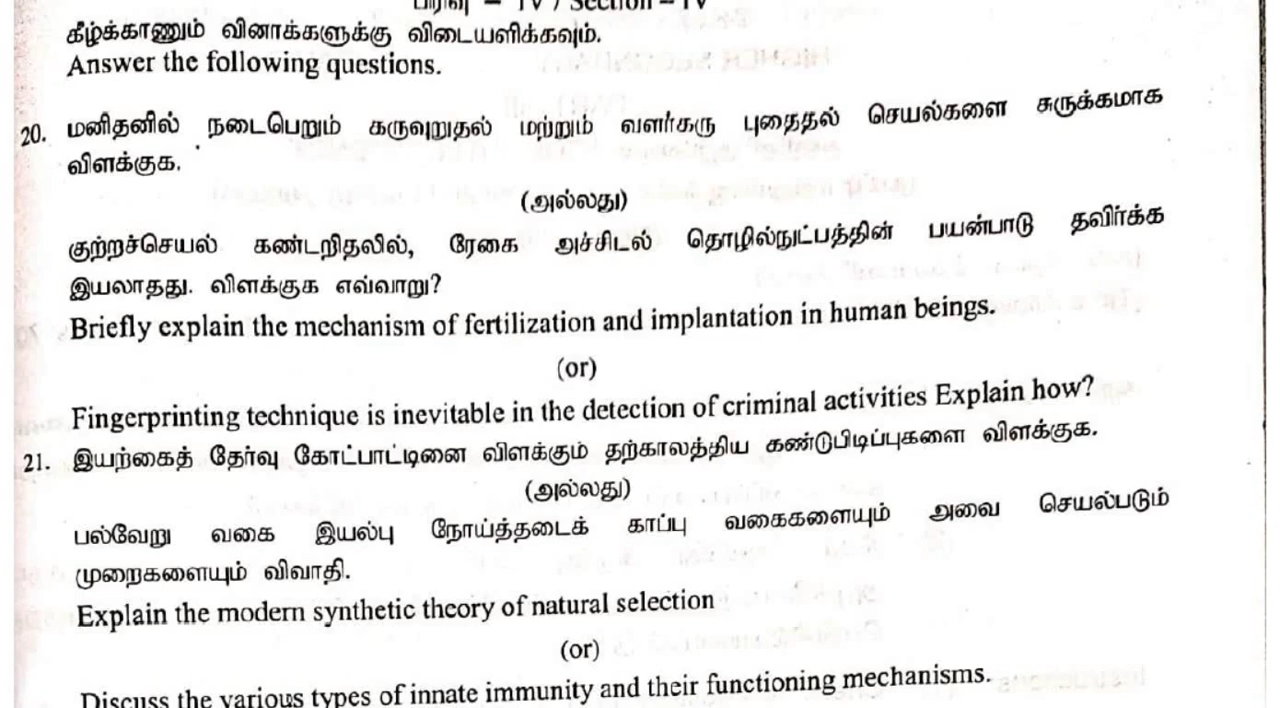 பிரிவு – IV / Section – IV
கீழ்க்காணும் வினாக்களுக்கு விடையளிக்கவும்.
Answer the following questions.
20. மனிதனில் நடைபெறும் கருவுறுதல் மற்றும் வளர்கரு புதைதல் செயல்களை சுருக்கமாக
விளக்குக.
(அல்லது)
குற்றச்செயல் கண்டறிதலில், ரேகை அச்சிடல் தொழில்நுட்பத்தின் பயன்பாடு தவிர்க்க
இயலாதது. விளக்குக எவ்வாறு?
Briefly explain the mechanism of fertilization and implantation in human beings.
(or)
Fingerprinting technique is inevitable in the detection of criminal activities Explain how?
21. இயற்கைத் தேர்வு கோட்பாட்டினை விளக்கும் தற்காலத்திய கண்டுபிடிப்புகளை விளக்குக.
(அல்லது)
பல்வேறு வகை இயல்பு நோய்த்தடைக் காப்பு வகைகளையும் அவை செயல்படும்
முறைகளையும் விவாதி.
Explain the modern synthetic theory of natural selection
(or)
Discuss the various types of innate immunity and their functioning mechanisms.